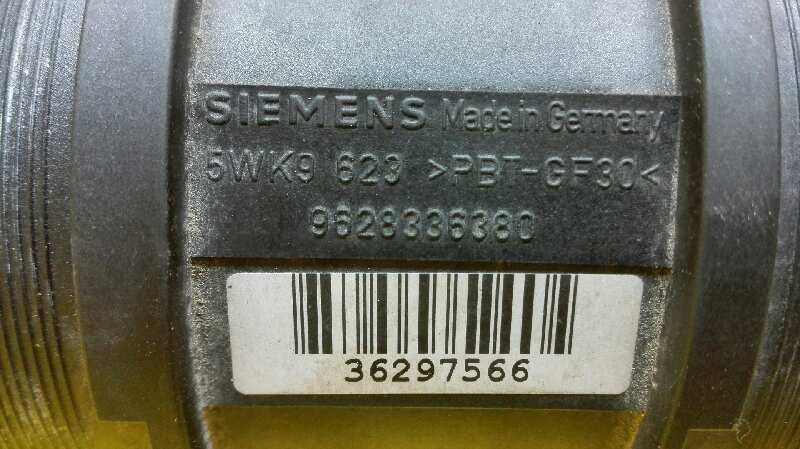 SIEMENS Made in Germany
5WK9 623 >PBT-GF30<
9628336380
36297566